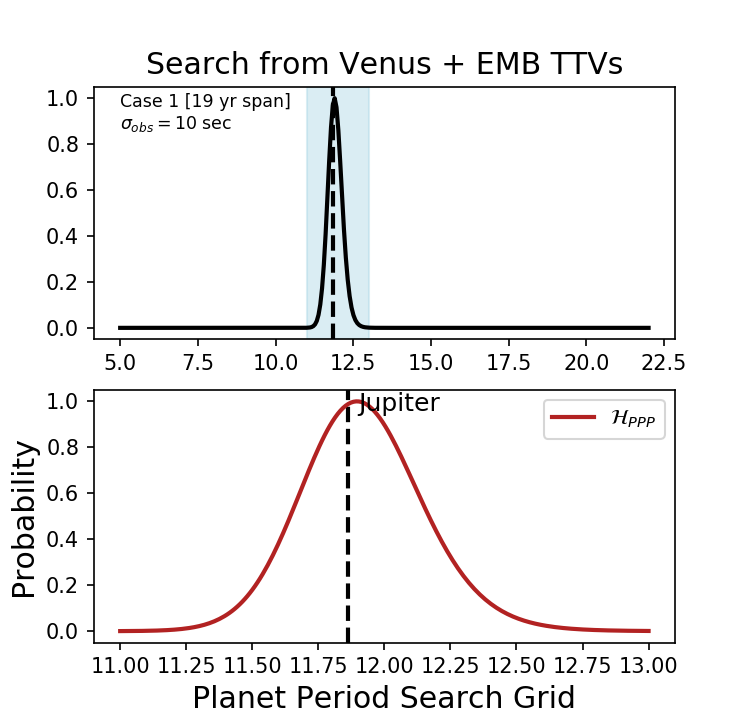 Search from Venus + EMB TTVs
Case 1 [19 yr span]
σ_obs = 10 sec
1.0
0.8
0.6
0.4
0.2
0.0
5.0 7.5 10.0 12.5 15.0 17.5 20.0 22.5
Jupiter
ℋ_PPP
Probability
1.0
0.8
0.6
0.4
0.2
0.0
11.00 11.25 11.50 11.75 12.00 12.25 12.50 12.75 13.00
Planet Period Search Grid